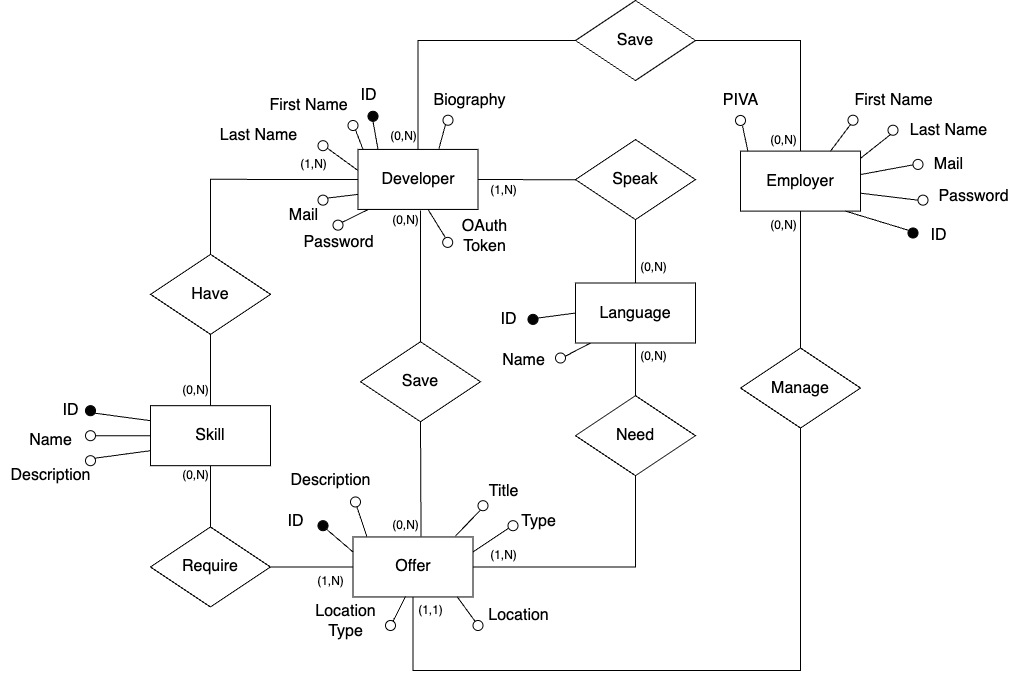 Save
ID
First Name
Biography
PIVA
First Name
Last Name
(0,N)
(0,N)
Last Name
Mail
(1,N)
Developer
Speak
Employer
(1,N)
Password
Mail
(0,N)
OAuth
Token
Password
(0,N)
ID
(0,N)
Have
Language
ID
Name
(0,N)
Save
Manage
(0,N)
ID
Name
Skill
Need
Description
(0,N)
Description
Title
ID
(0,N)
Type
(1,N)
Require
Offer
(1,N)
Location
Type
(1,1)
Location